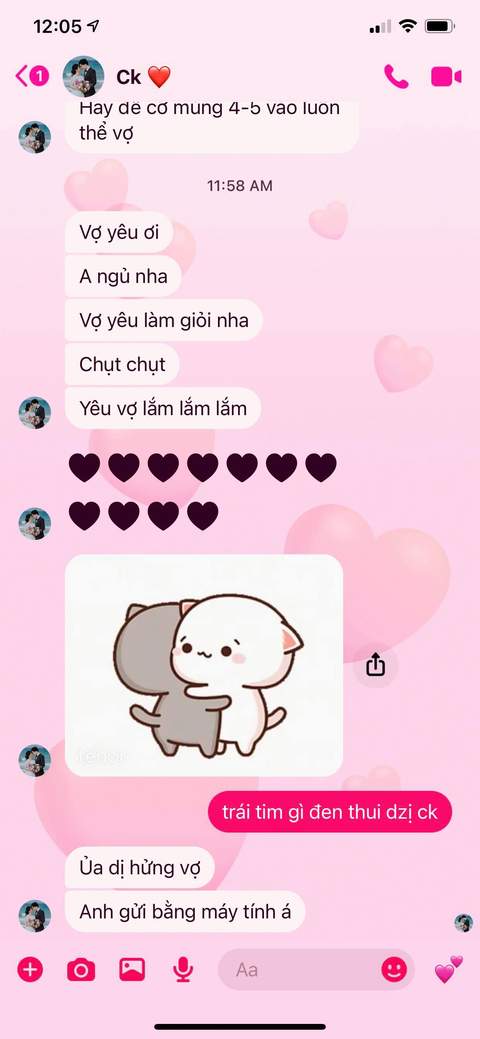 12:05
1
Ck
Hay để cơ mừng 4-5 vào luôn
thể vợ
11:58 AM
Vợ yêu ơi
A ngủ nha
Vợ yêu làm giỏi nha
Chụt chụt
Yêu vợ lắm lắm lắm
tenor
trái tim gì đen thui dzị ck
Ủa dị hửng vợ
Anh gửi bằng máy tính á
Aa